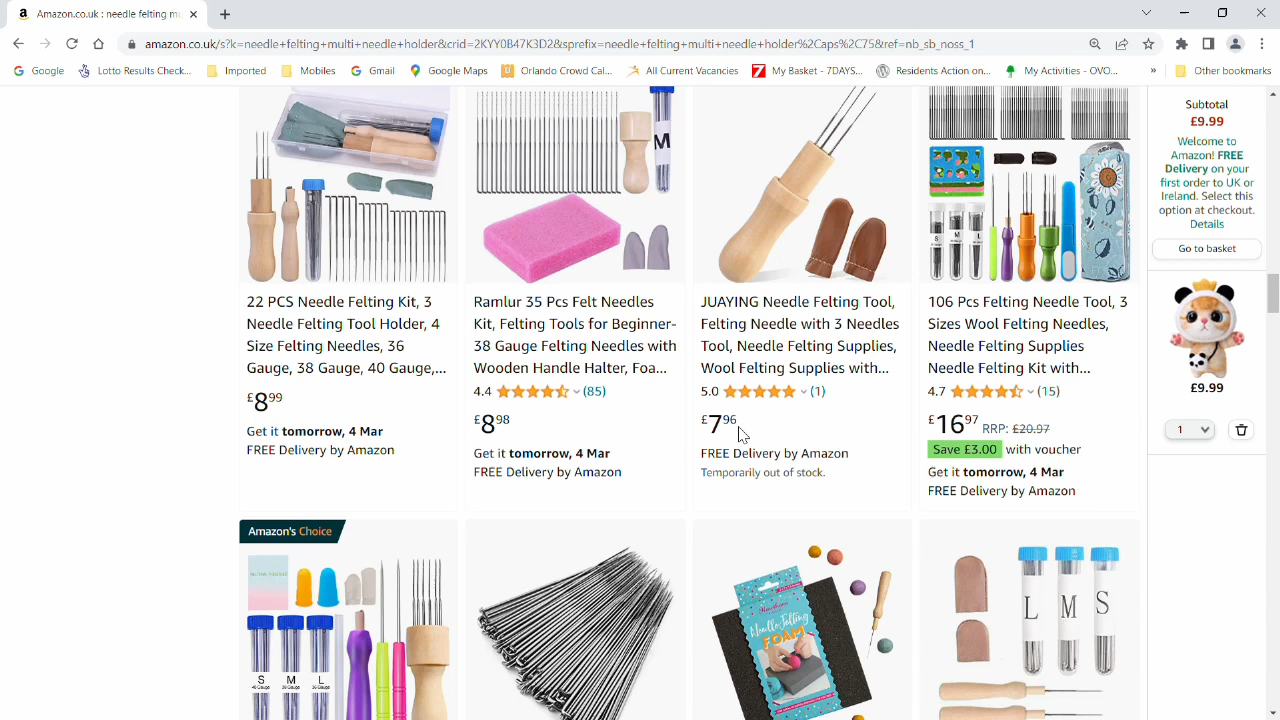 Amazon.co.uk : needle felting mu
amazon.co.uk/s?k=needle+felting+multi+needle+holder&crid=2XYY0B47K3D2&sprefix=needle+felting+multi+needle+holder%2Caps%2C75&ref=nb_sb_noss_1
Google
Lotto Results Check...
Imported
Mobiles
Gmail
Google Maps
Orlando Crowd Cal...
All Current Vacancies
My Basket - 7DAYS...
Residents Action on...
My Activities - OVO...
»
Other bookmarks
M
S M L
22 PCS Needle Felting Kit, 3
Needle Felting Tool Holder, 4
Size Felting Needles, 36
Gauge, 38 Gauge, 40 Gauge,...
£8 99
Get it tomorrow, 4 Mar
FREE Delivery by Amazon
Ramlur 35 Pcs Felt Needles
Kit, Felting Tools for Beginner-
38 Gauge Felting Needles with
Wooden Handle Halter, Foa...
4.4 (85)
£8 98
Get it tomorrow, 4 Mar
FREE Delivery by Amazon
JUAYING Needle Felting Tool,
Felting Needle with 3 Needles
Tool, Needle Felting Supplies,
Wool Felting Supplies with...
5.0 (1)
£7 96
FREE Delivery by Amazon
Temporarily out of stock.
106 Pcs Felting Needle Tool, 3
Sizes Wool Felting Needles,
Needle Felting Supplies
Needle Felting Kit with...
4.7 (15)
£16 97 RRP: £20.97
Save £3.00 with voucher
Get it tomorrow, 4 Mar
FREE Delivery by Amazon
Subtotal
£9.99
Welcome to
Amazon! FREE
Delivery on your
first order to UK or
Ireland. Select this
option at checkout.
Details
Go to basket
£9.99
1
Amazon's Choice
S M L
Needle Felting
FOAM
L M S